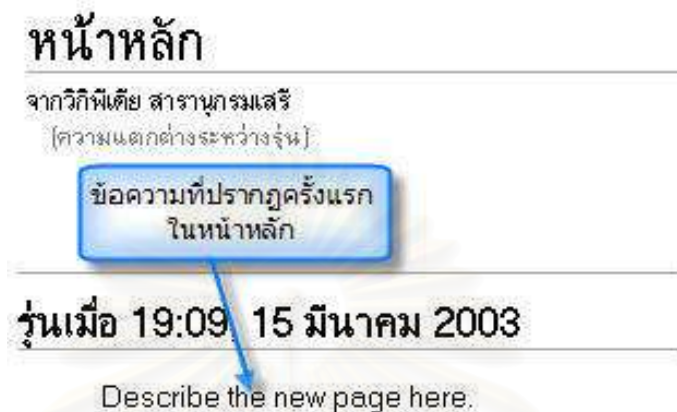 หน้าหลัก
จากวิกิพีเดีย สารานุกรมเสรี
(ความแตกต่างระหว่างรุ่น)
ข้อความที่ปรากฏครั้งแรก
ในหน้าหลัก
รุ่นเมื่อ 19:09, 15 มีนาคม 2003
Describe the new page here.